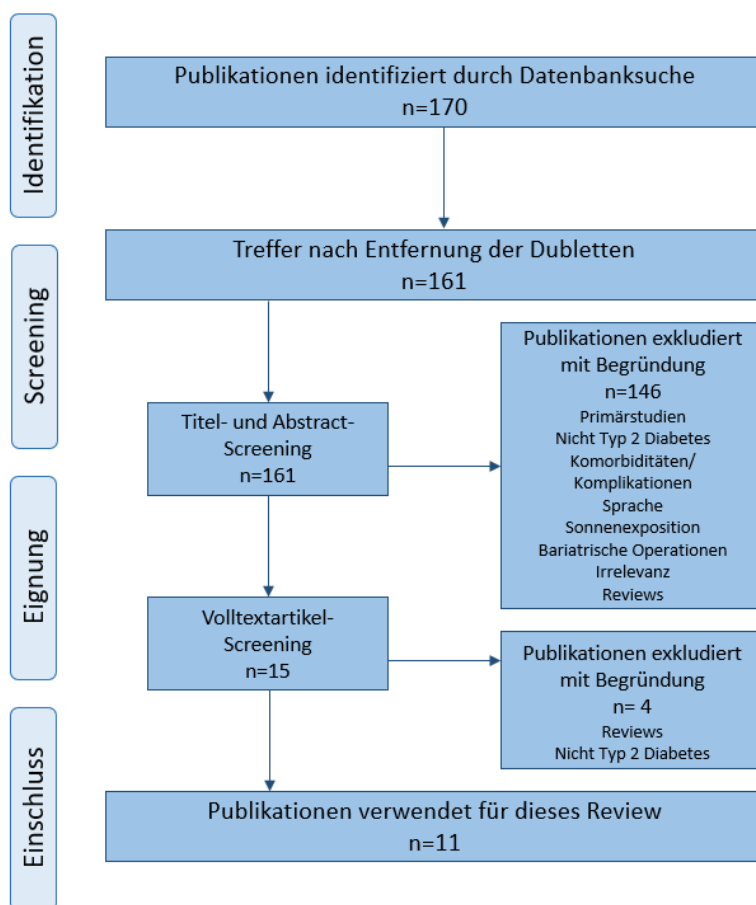 Identifikation
Publikationen identifiziert durch Datenbanksuche
n=170
Treffer nach Entfernung der Dubletten
n=161
Screening
Titel- und Abstract-
Screening
n=161
Publikationen exkludiert
mit Begründung
n=146
Primärstudien
Nicht Typ 2 Diabetes
Komorbiditäten/
Komplikationen
Sprache
Sonnenexposition
Bariatrische Operationen
Irrelevanz
Reviews
Eignung
Volltextartikel-
Screening
n=15
Publikationen exkludiert
mit Begründung
n= 4
Reviews
Nicht Typ 2 Diabetes
Einschluss
Publikationen verwendet für dieses Review
n=11